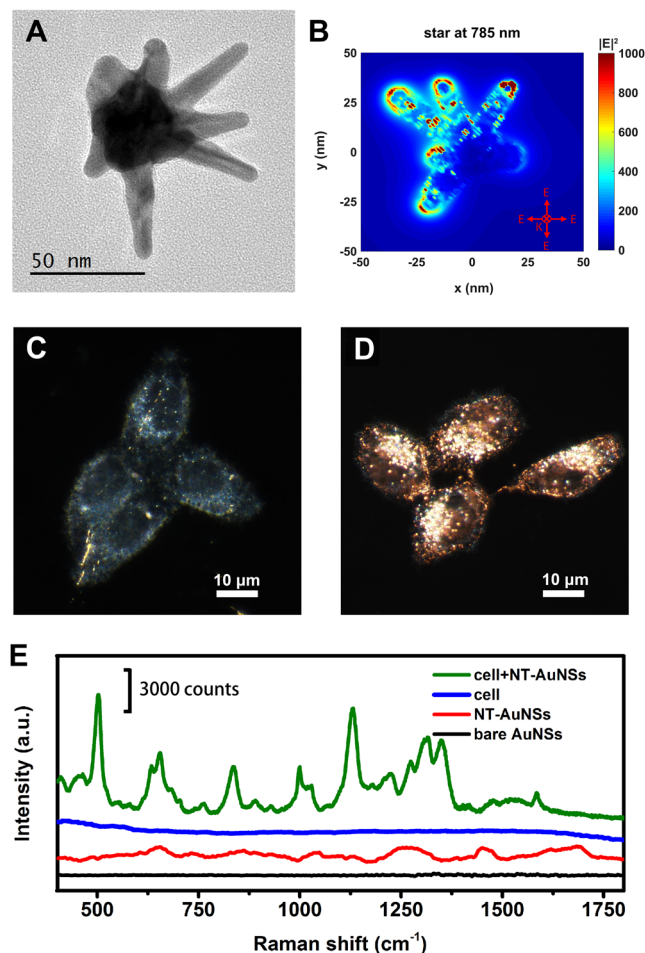 A
50 nm
B
star at 785 nm
|E|²
50
25
0
-25
-50
y (nm)
-50
-25
0
25
50
x (nm)
1000
800
600
400
200
0
E
E
K
E
E
C
10 µm
D
10 µm
E
3000 counts
cell+NT-AuNSs
cell
NT-AuNSs
bare AuNSs
Intensity (a.u.)
500
750
1000
1250
1500
1750
Raman shift (cm⁻¹)